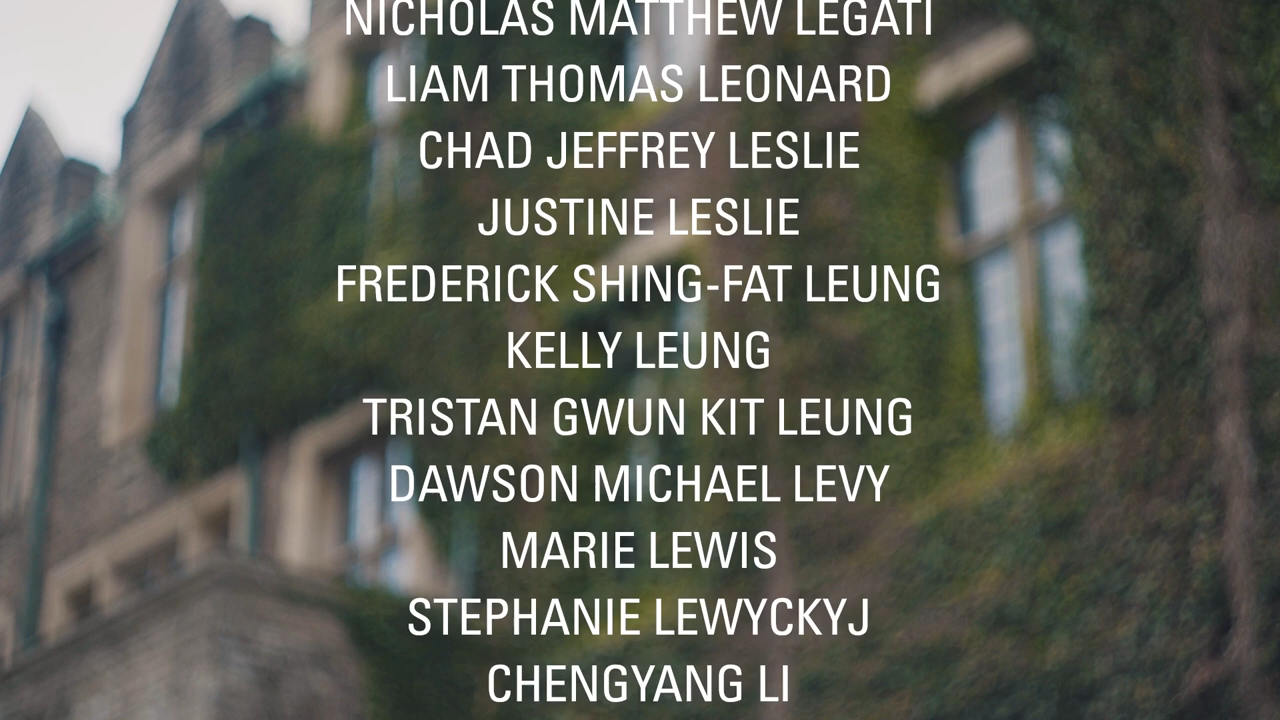 NICHOLAS MATTHEW LEGATI
LIAM THOMAS LEONARD
CHAD JEFFREY LESLIE
JUSTINE LESLIE
FREDERICK SHING-FAT LEUNG
KELLY LEUNG
TRISTAN GWUN KIT LEUNG
DAWSON MICHAEL LEVY
MARIE LEWIS
STEPHANIE LEWYCKYJ
CHENGYANG LI